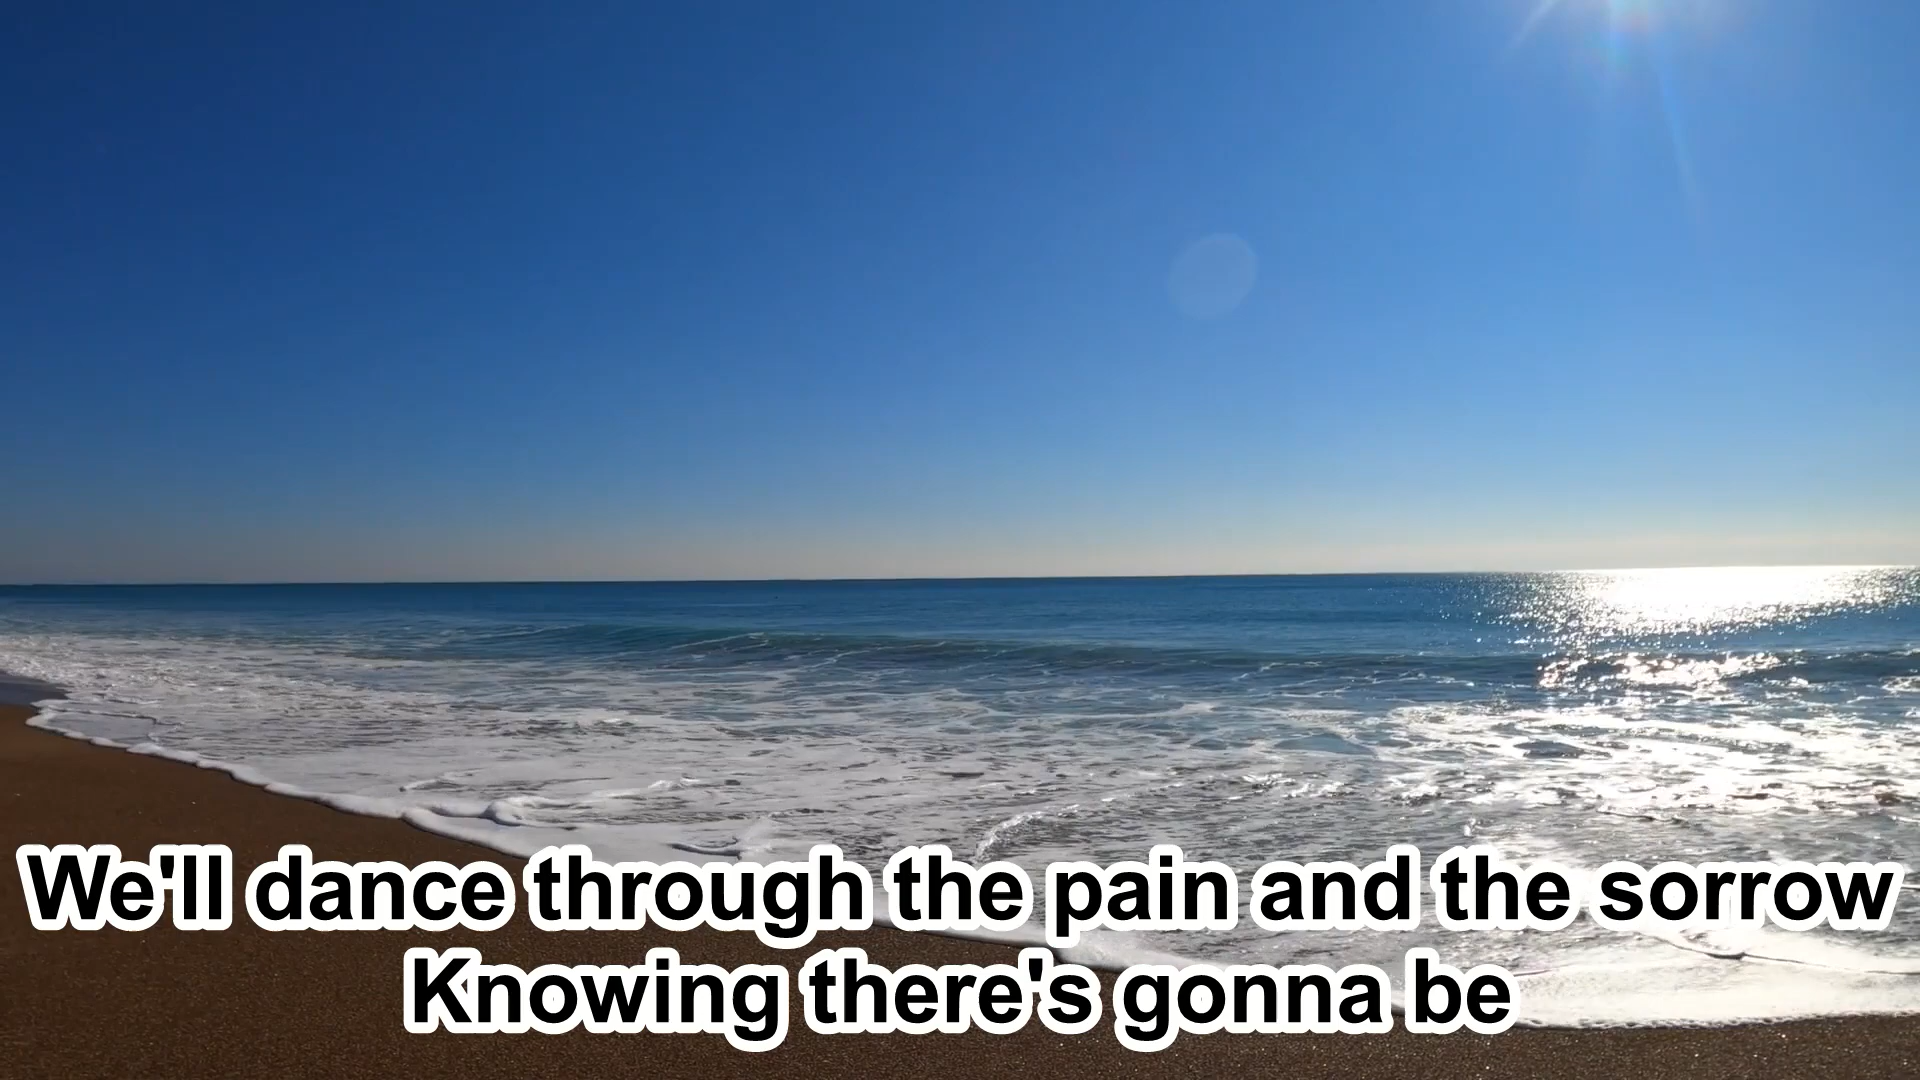 We'll dance through the pain and the sorrow
Knowing there's gonna be